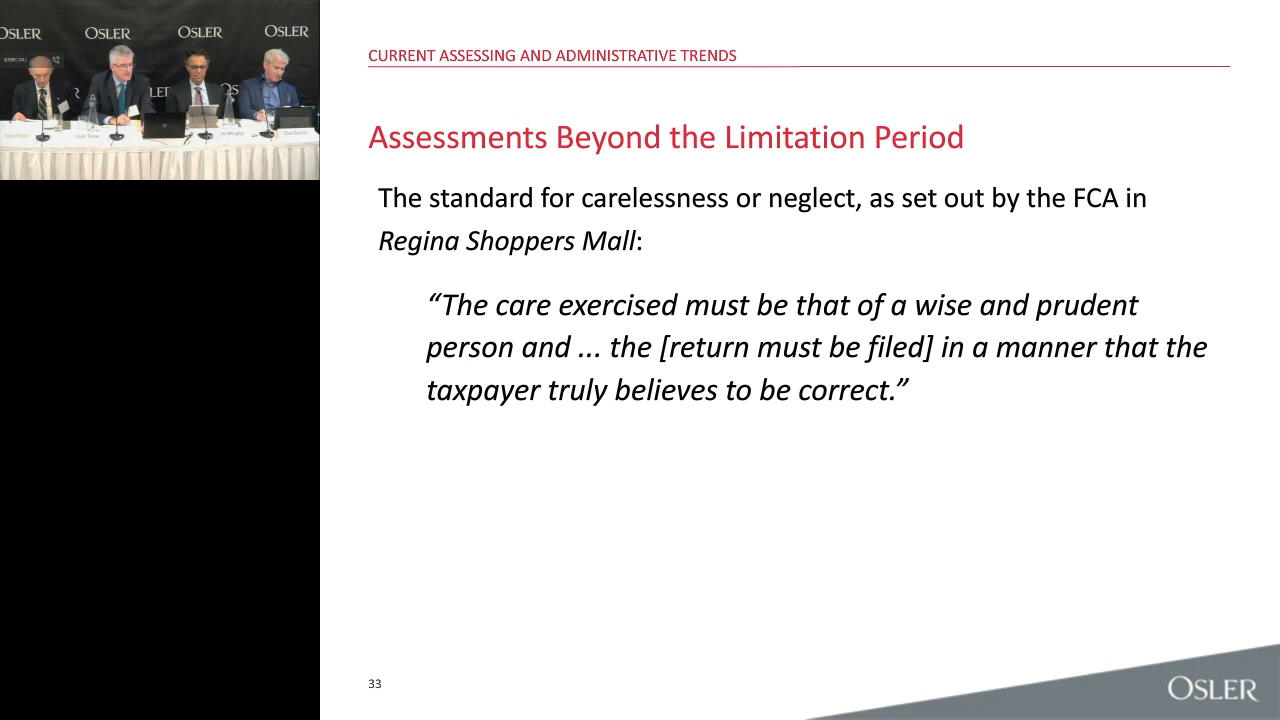 OSLER
OSLER
OSLER
OSLER
CURRENT ASSESSING AND ADMINISTRATIVE TRENDS
Assessments Beyond the Limitation Period
The standard for carelessness or neglect, as set out by the FCA in
Regina Shoppers Mall:
“The care exercised must be that of a wise and prudent
person and ... the [return must be filed] in a manner that the
taxpayer truly believes to be correct.”
33
OSLER